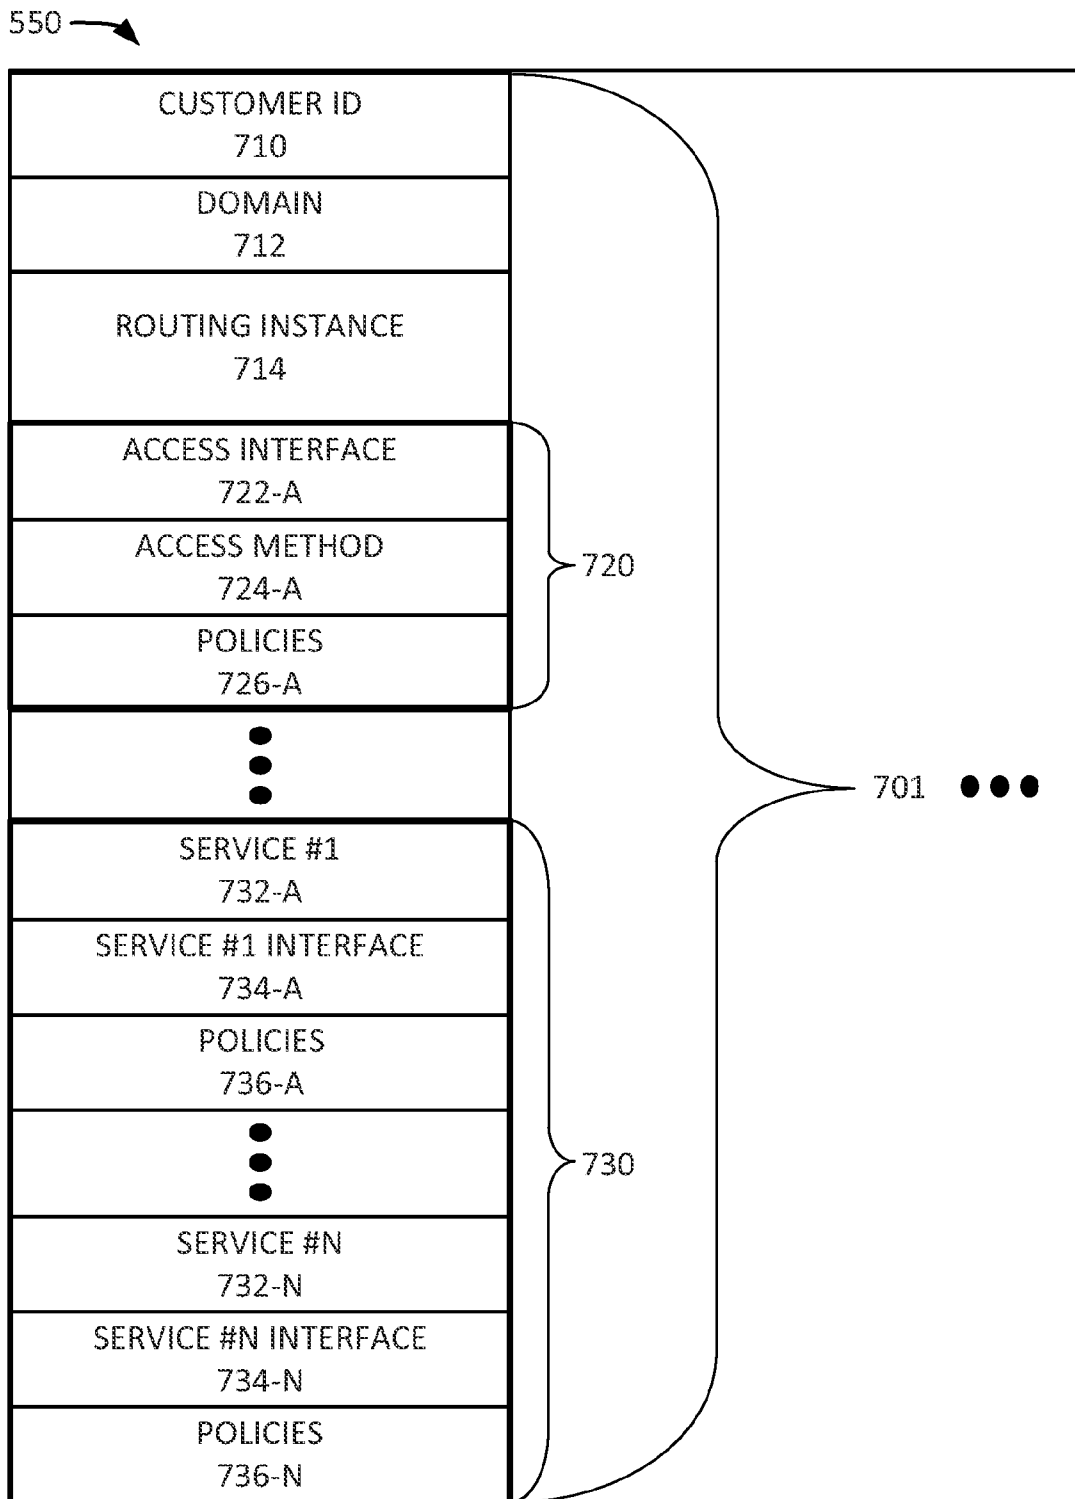 550
CUSTOMER ID
710
DOMAIN
712
ROUTING INSTANCE
714
ACCESS INTERFACE
722-A
ACCESS METHOD
724-A
720
POLICIES
726-A
701
SERVICE #1
732-A
SERVICE #1 INTERFACE
734-A
POLICIES
736-A
730
SERVICE #N
732-N
SERVICE #N INTERFACE
734-N
POLICIES
736-N